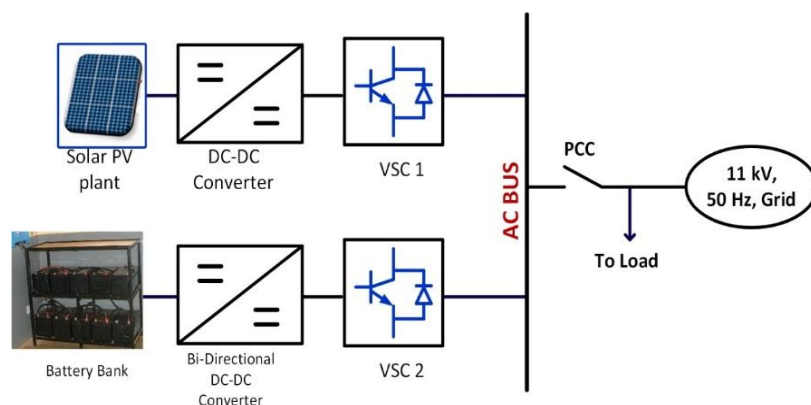 Solar PV
plant
DC-DC
Converter
VSC 1
AC BUS
PCC
11 kV,
50 Hz, Grid
To Load
Battery Bank
Bi-Directional
DC-DC
Converter
VSC 2